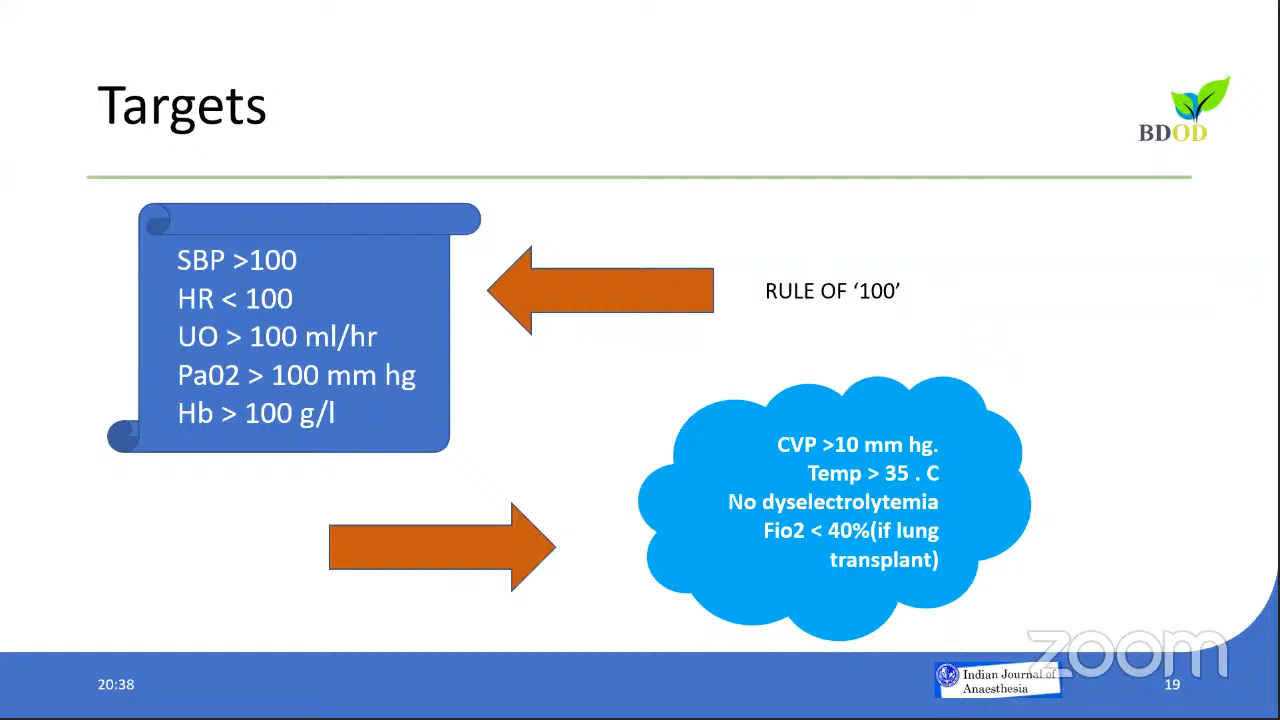 Targets
BDOD
SBP >100
HR < 100
UO > 100 ml/hr
Pa02 > 100 mm hg
Hb > 100 g/l
RULE OF ‘100’
CVP >10 mm hg.
Temp > 35 . C
No dyselectrolytemia
Fio2 < 40%(if lung
transplant)
zoom
20:38
Indian Journal of
Anaesthesia
19